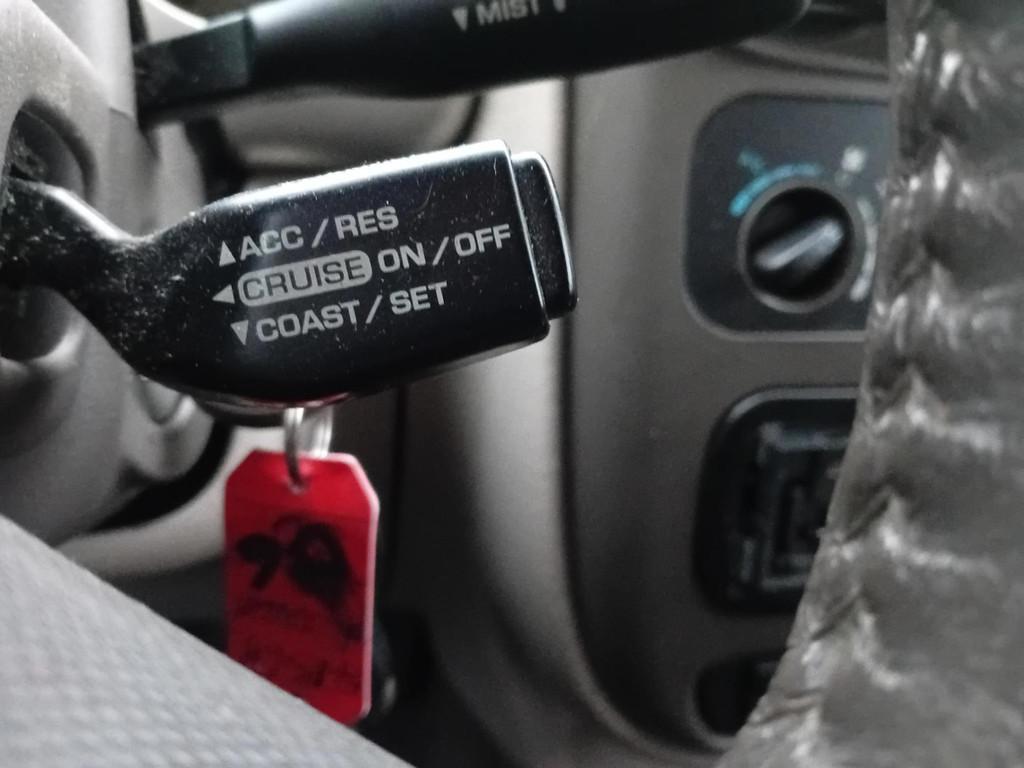 ▼ MIST
▲ACC / RES
◀CRUISE ON / OFF
▼COAST / SET